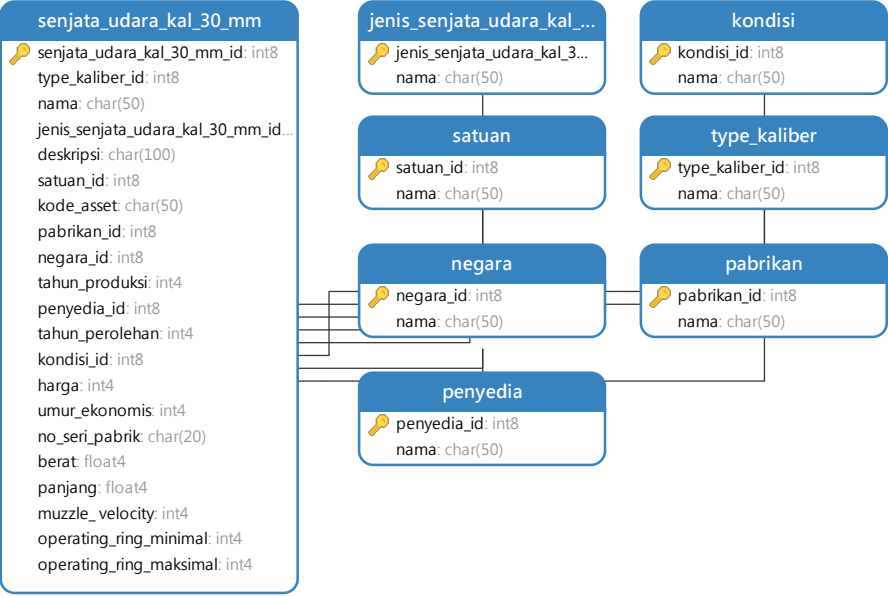 senjata_udara_kal_30_mm
senjata_udara_kal_30_mm_id: int8
type_kaliber_id: int8
nama: char(50)
jenis_senjata_udara_kal_30_mm_id...
deskripsi: char(100)
satuan_id: int8
kode_asset: char(50)
pabrikan_id: int8
negara_id: int8
tahun_produksi: int4
penyedia_id: int8
tahun_perolehan: int4
kondisi_id: int8
harga: int4
umur_ekonomis: int4
no_seri_pabrik: char(20)
berat: float4
panjang: float4
muzzle_ velocity: int4
operating_ring_minimal: int4
operating_ring_maksimal: int4
jenis_senjata_udara_kal_...
jenis_senjata_udara_kal_3...
nama: char(50)
kondisi
kondisi_id: int8
nama: char(50)
satuan
satuan_id: int8
nama: char(50)
type_kaliber
type_kaliber_id: int8
nama: char(50)
negara
negara_id: int8
nama: char(50)
pabrikan
pabrikan_id: int8
nama: char(50)
penyedia
penyedia_id: int8
nama: char(50)